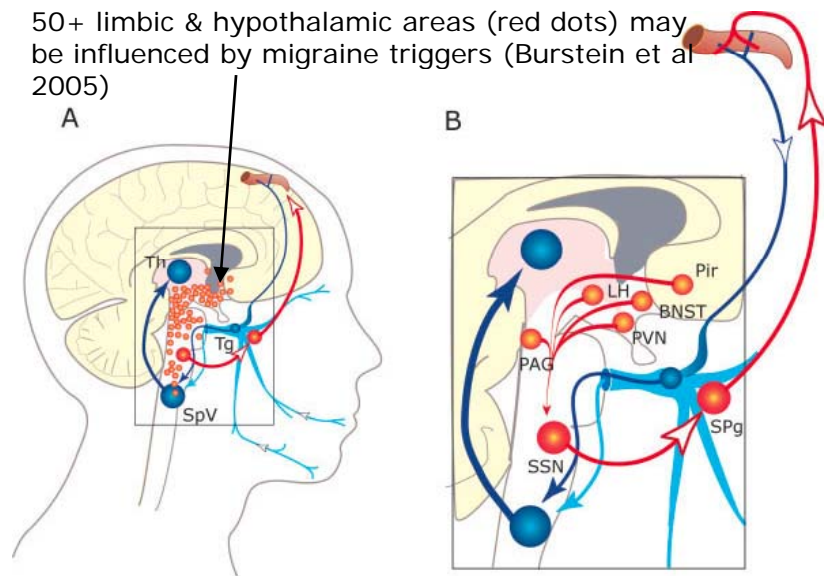 50+ limbic & hypothalamic areas (red dots) may
be influenced by migraine triggers (Burstein et al
2005)
A
B
Th
Tg
SpV
Pir
LH
BNST
PVN
PAG
SPg
SSN